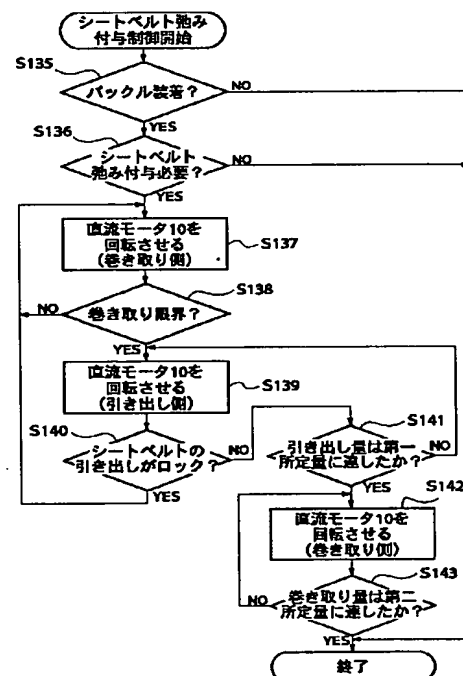 シートベルト弛み
付与制御開始
S135
バックル装着?
NO
YES
S136
シートベルト
弛み付与必要?
NO
YES
直流モータ10を
回転させる
(巻き取り側)
S137
巻き取り限界?
S138
NO
YES
直流モータ10を
回転させる
(引き出し側)
S139
S140
シートベルトの
引き出しがロック?
NO
YES
S141
引き出し量は第一
所定量に達したか?
NO
YES
S142
直流モータ10を
回転させる
(巻き取り側)
S143
巻き取り量は第二
所定量に達したか?
NO
YES
終了